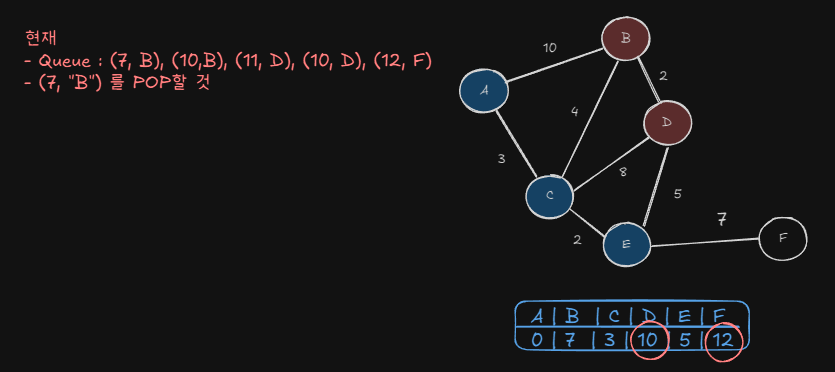 현재
- Queue : (7, B), (10,B), (11, D), (10, D), (12, F)
- (7, "B") 를 POP할 것
10
B
2
A
4
D
3
8
C
5
7
2
E
F
A | B | C | D | E | F
0 | 7 | 3 | 10 | 5 | 12